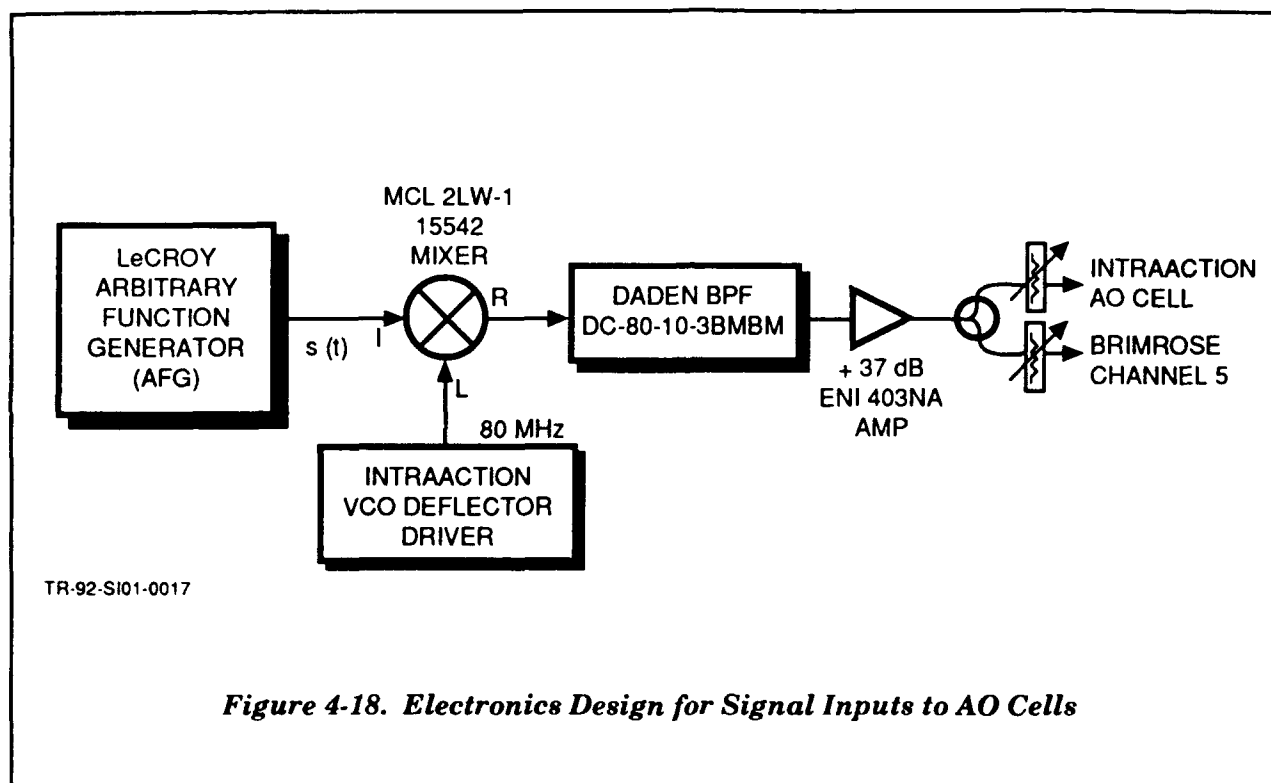 LeCROY
ARBITRARY
FUNCTION
GENERATOR
(AFG)
s (t)
I
MCL 2LW-1
15542
MIXER
R
L
80 MHz
INTRAACTION
VCO DEFLECTOR
DRIVER
DADEN BPF
DC-80-10-3BMBM
+ 37 dB
ENI 403NA
AMP
INTRAACTION
AO CELL
BRIMROSE
CHANNEL 5
TR-92-SI01-0017
Figure 4-18. Electronics Design for Signal Inputs to AO Cells